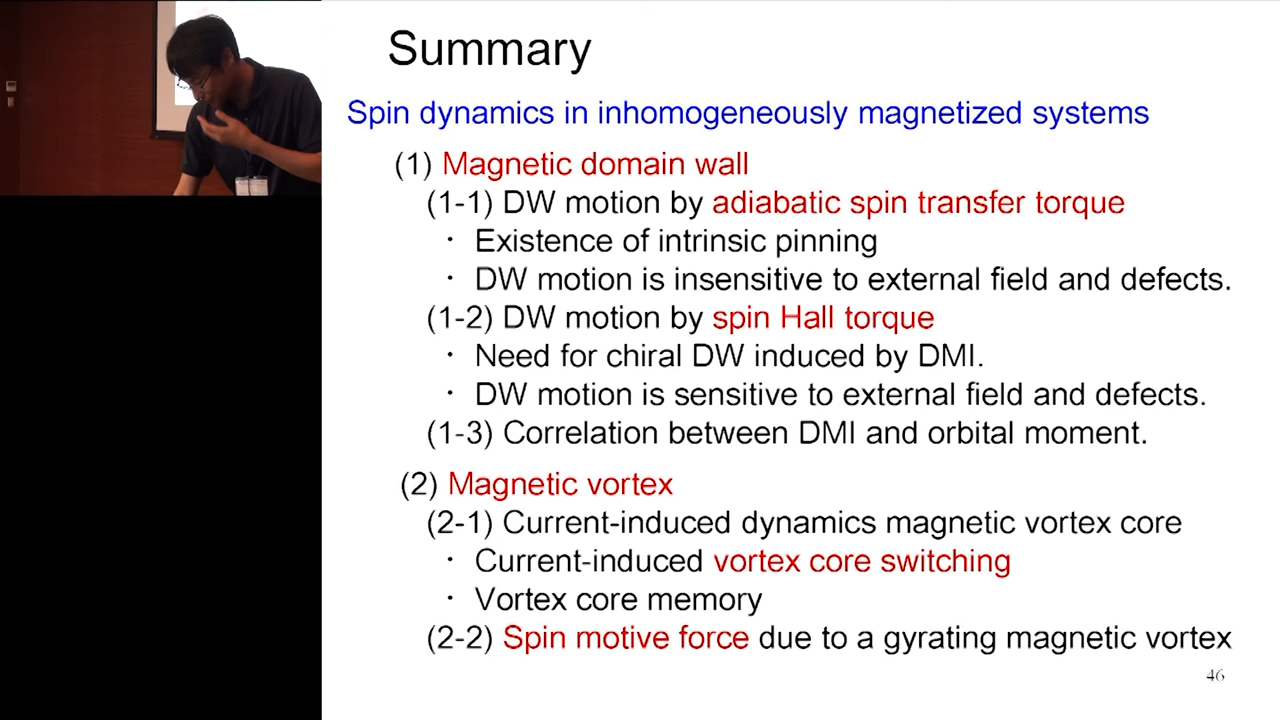 Summary
Spin dynamics in inhomogeneously magnetized systems
(1) Magnetic domain wall
(1-1) DW motion by adiabatic spin transfer torque
・ Existence of intrinsic pinning
・ DW motion is insensitive to external field and defects.
(1-2) DW motion by spin Hall torque
・ Need for chiral DW induced by DMI.
・ DW motion is sensitive to external field and defects.
(1-3) Correlation between DMI and orbital moment.
(2) Magnetic vortex
(2-1) Current-induced dynamics magnetic vortex core
・ Current-induced vortex core switching
・ Vortex core memory
(2-2) Spin motive force due to a gyrating magnetic vortex
46